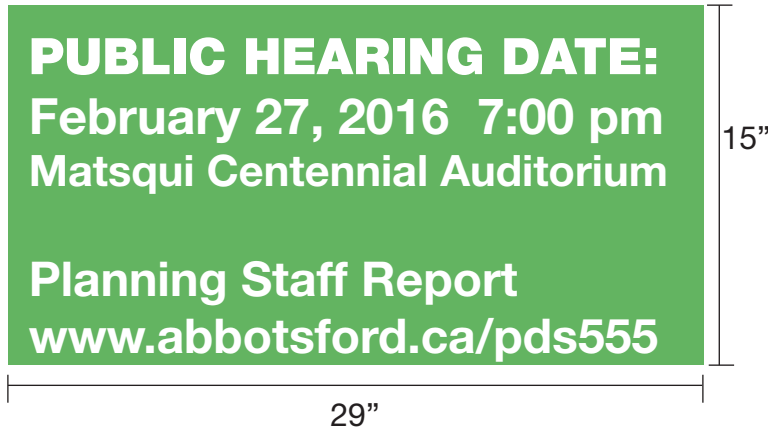 PUBLIC HEARING DATE:
February 27, 2016  7:00 pm
Matsqui Centennial Auditorium
Planning Staff Report
www.abbotsford.ca/pds555
15”
29”